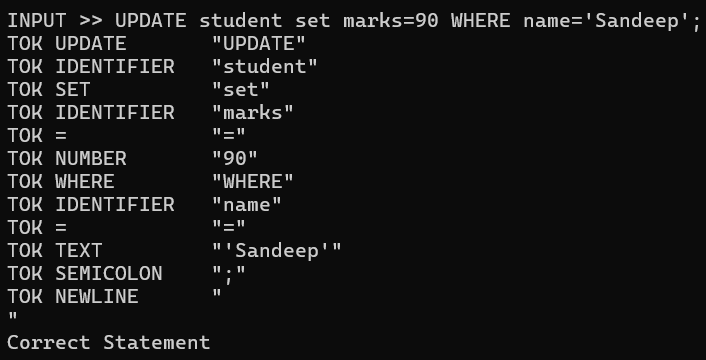 INPUT >> UPDATE student set marks=90 WHERE name='Sandeep';
TOK UPDATE       "UPDATE"
TOK IDENTIFIER   "student"
TOK SET          "set"
TOK IDENTIFIER   "marks"
TOK =            "="
TOK NUMBER       "90"
TOK WHERE        "WHERE"
TOK IDENTIFIER   "name"
TOK =            "="
TOK TEXT         "'Sandeep'"
TOK SEMICOLON    ";"
TOK NEWLINE      "
"
Correct Statement